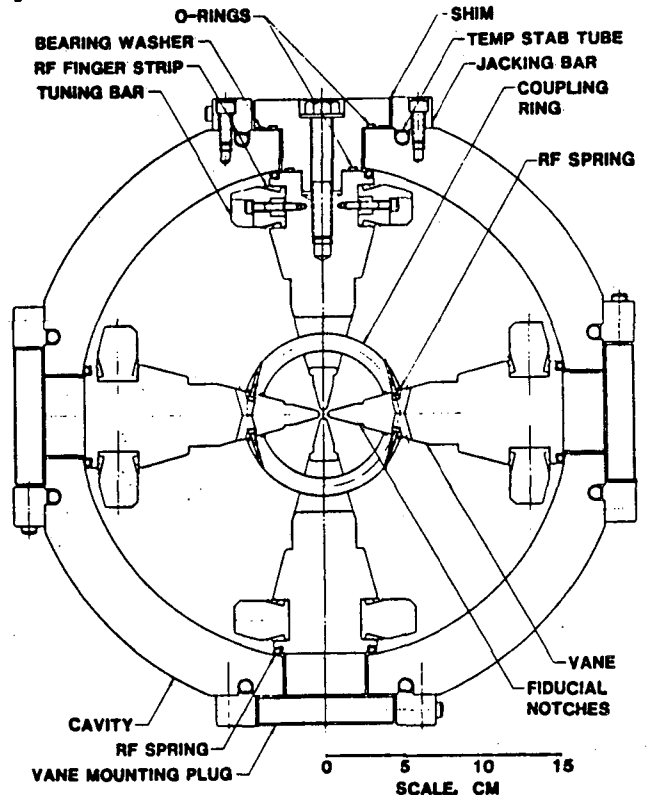 O-RINGS
BEARING WASHER
RF FINGER STRIP
TUNING BAR
SHIM
TEMP STAB TUBE
JACKING BAR
COUPLING
RING
RF SPRING
VANE
FIDUCIAL
NOTCHES
CAVITY
RF SPRING
VANE MOUNTING PLUG
0 5 10 15
SCALE, CM